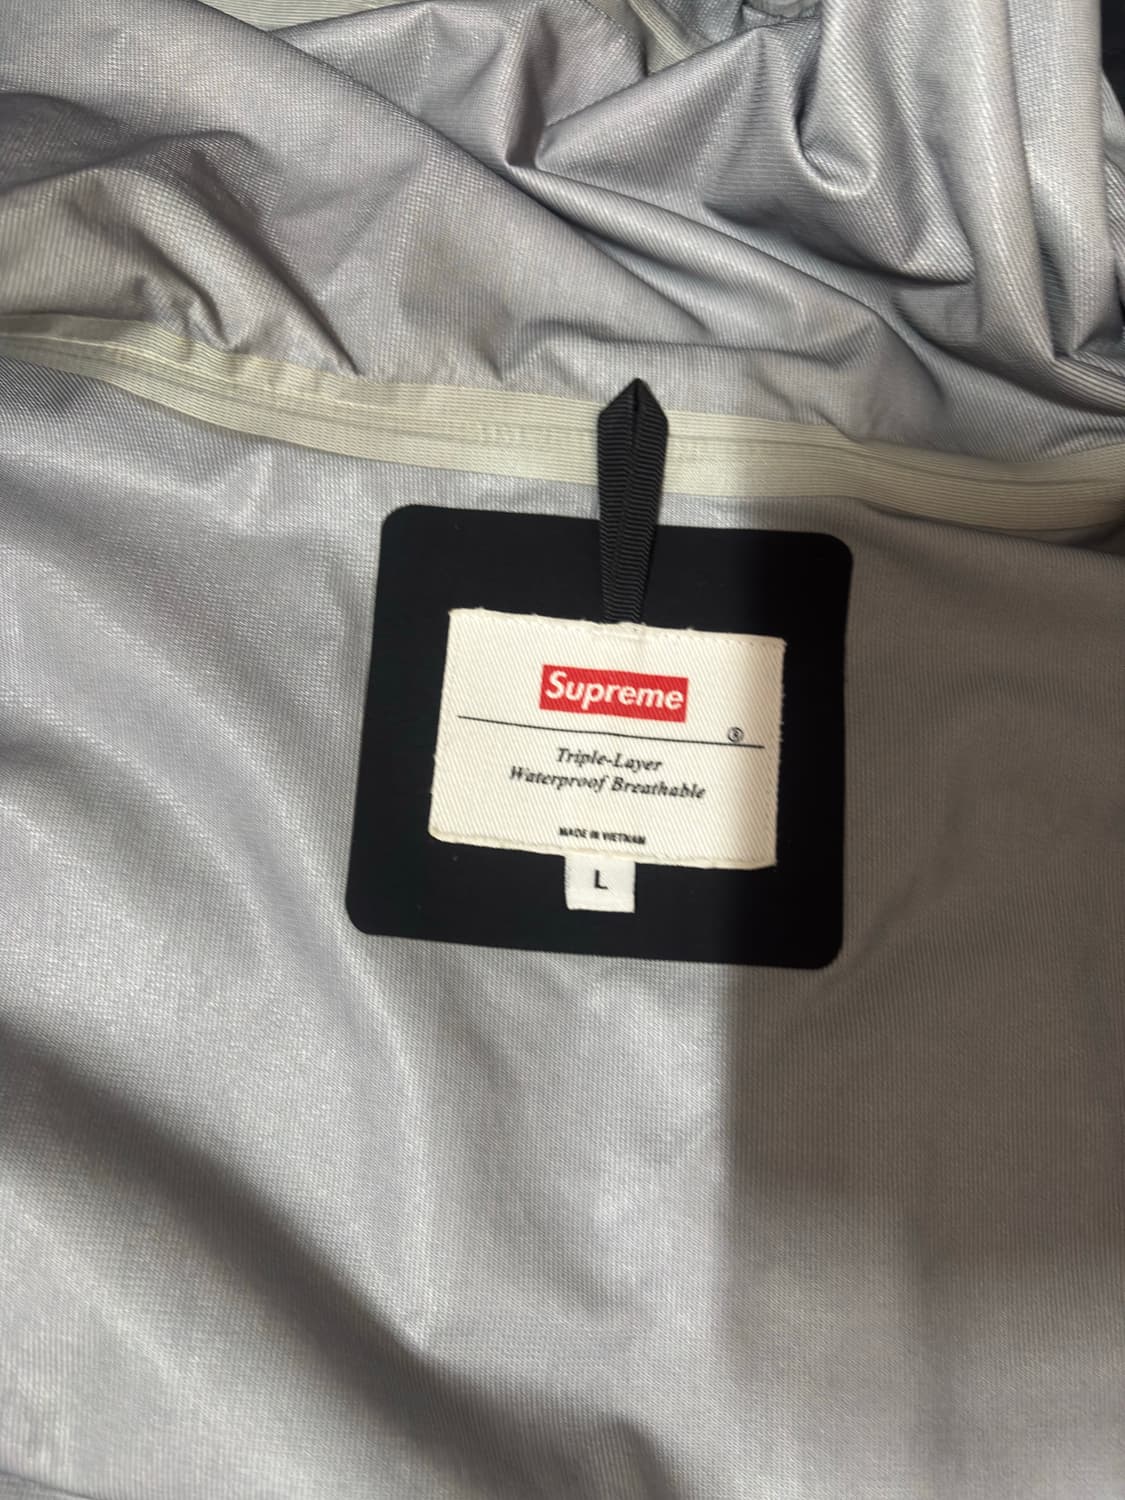 Supreme
®
Triple-Layer
Waterproof Breathable
MADE IN VIETNAM
L